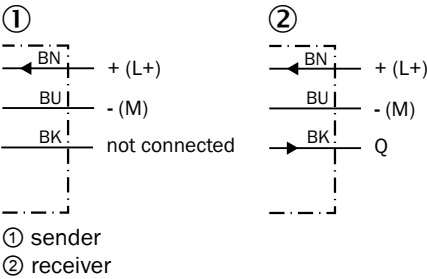 ① ②
BN + (L+)
BU - (M)
BK not connected
BN + (L+)
BU - (M)
BK Q
① sender
② receiver